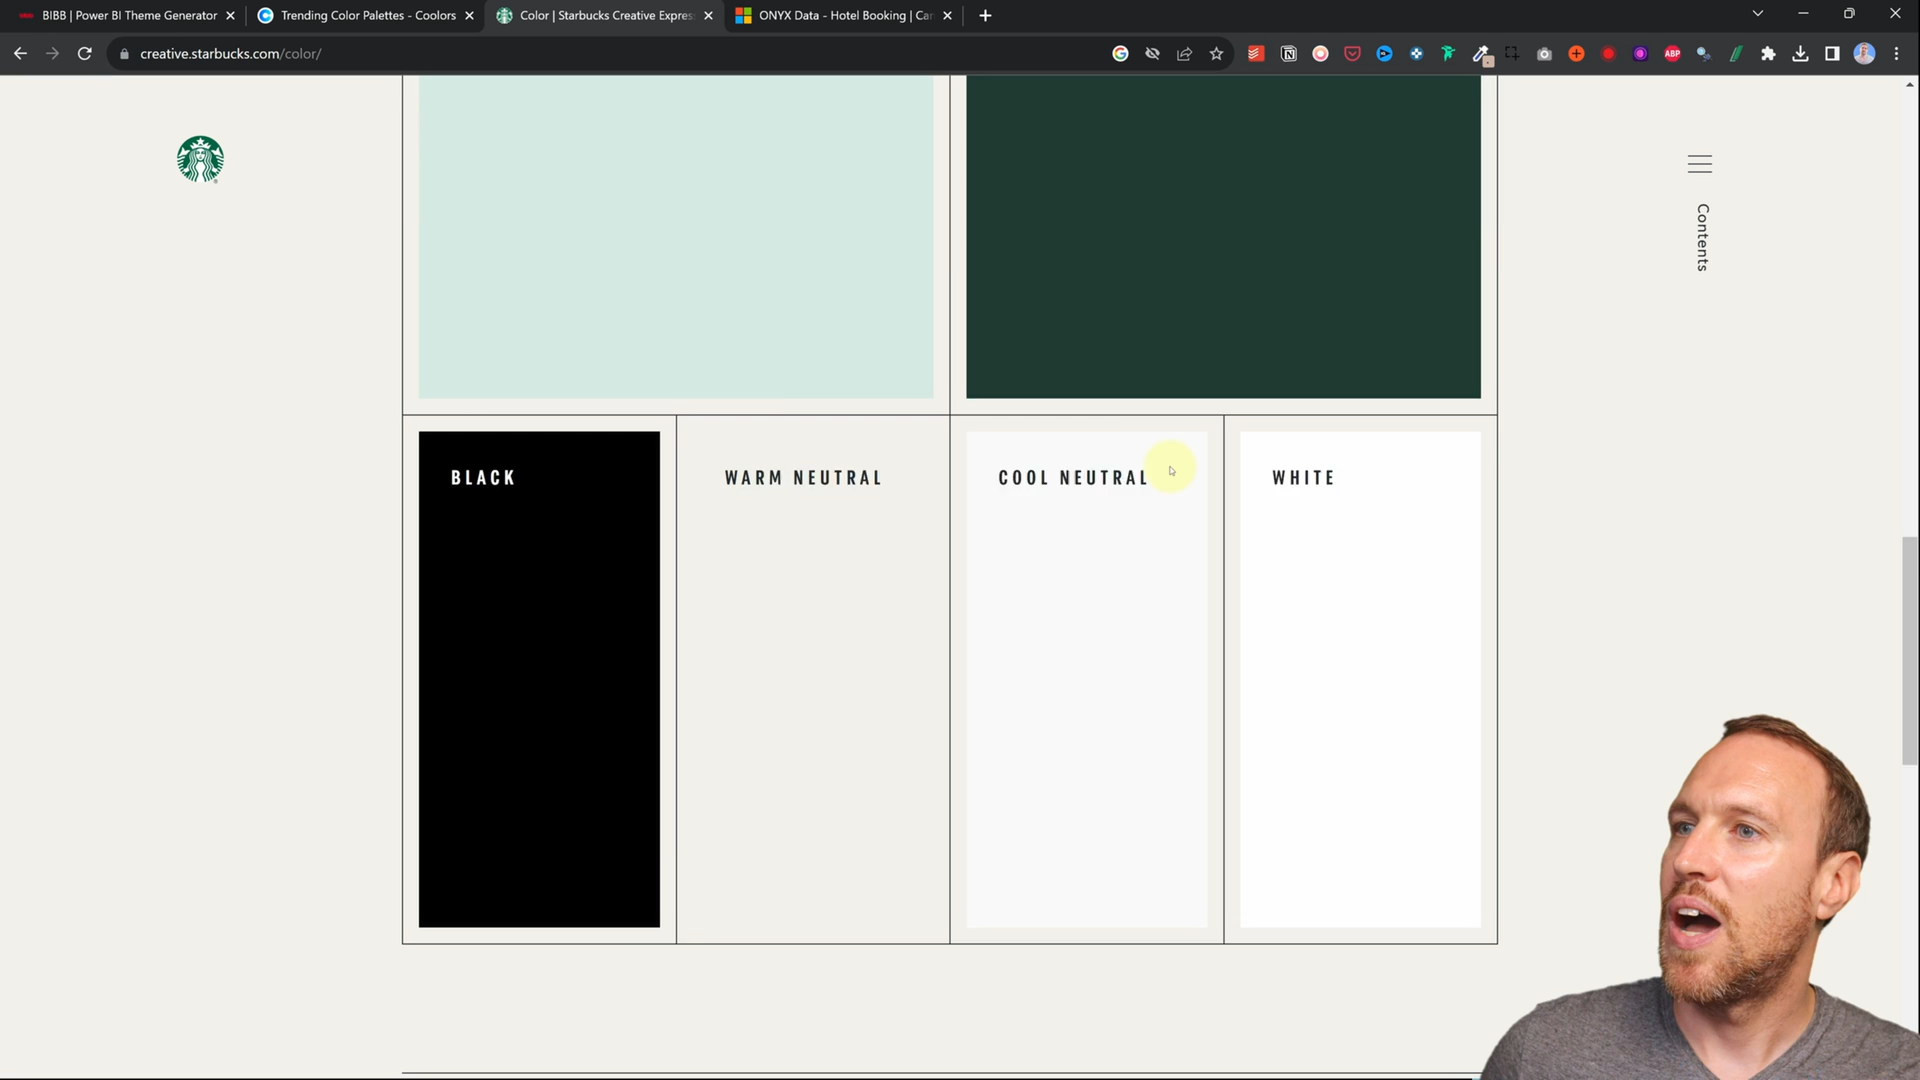 BIBB | Power BI Theme Generator
Trending Color Palettes - Coolors
Color | Starbucks Creative Expres
ONYX Data - Hotel Booking | Car
creative.starbucks.com/color/
ABP
Contents
BLACK
WARM NEUTRAL
COOL NEUTRAL
WHITE